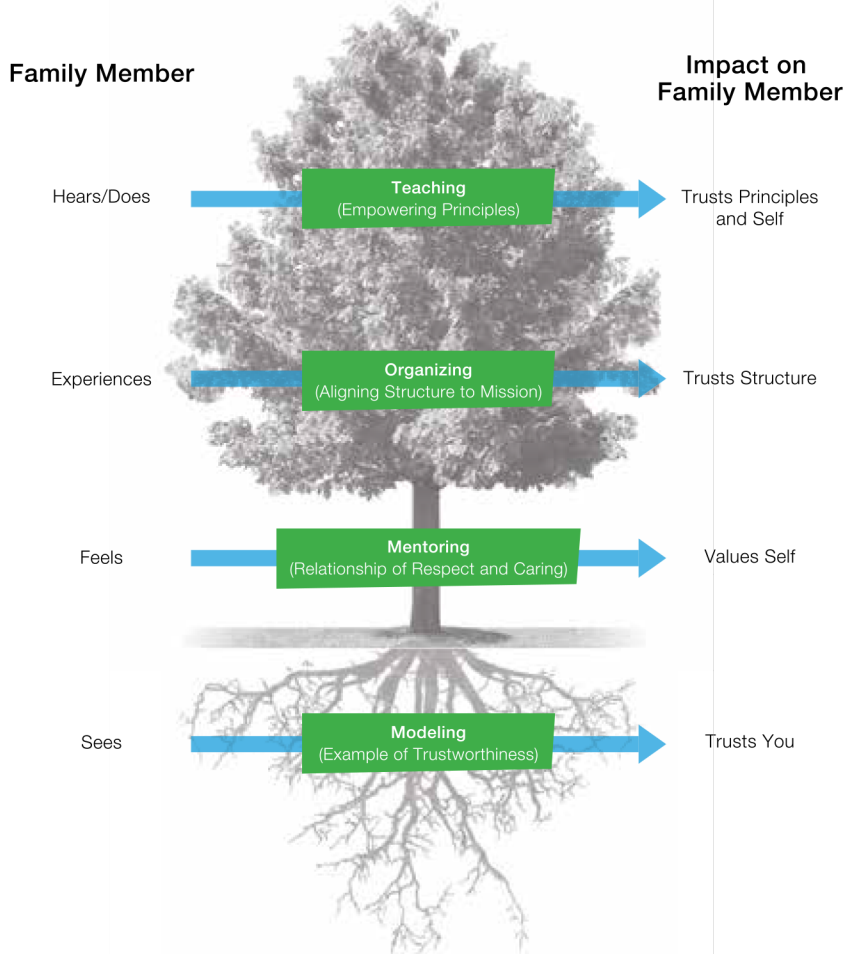 Family Member
Impact on
Family Member
Hears/Does
Teaching
(Empowering Principles)
Trusts Principles
and Self
Experiences
Organizing
(Aligning Structure to Mission)
Trusts Structure
Feels
Mentoring
(Relationship of Respect and Caring)
Values Self
Sees
Modeling
(Example of Trustworthiness)
Trusts You